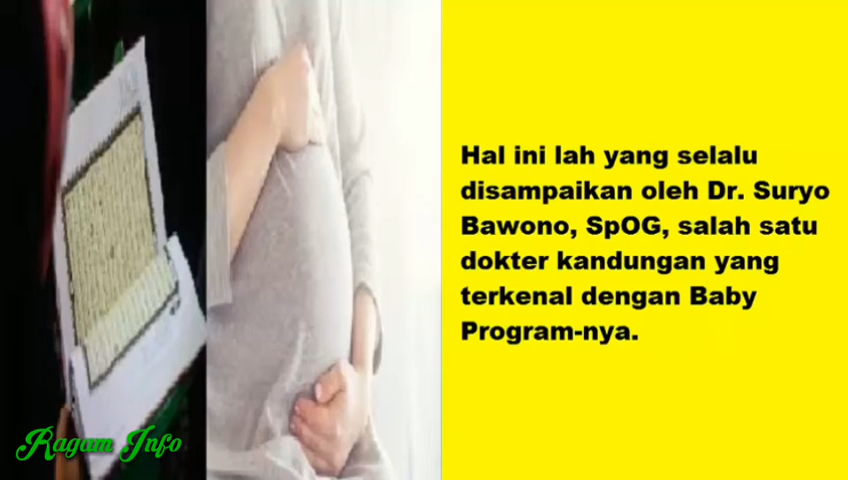 Hal ini lah yang selalu
disampaikan oleh Dr. Suryo
Bawono, SpOG, salah satu
dokter kandungan yang
terkenal dengan Baby
Program-nya.
Ragam Info